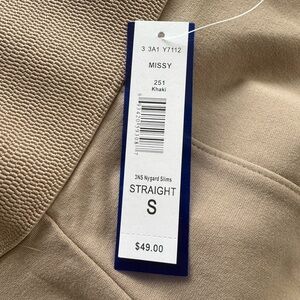 3 3A1 Y7112
MISSY
251
Khaki
3NS Nygard Slims
STRAIGHT
S
$49.00